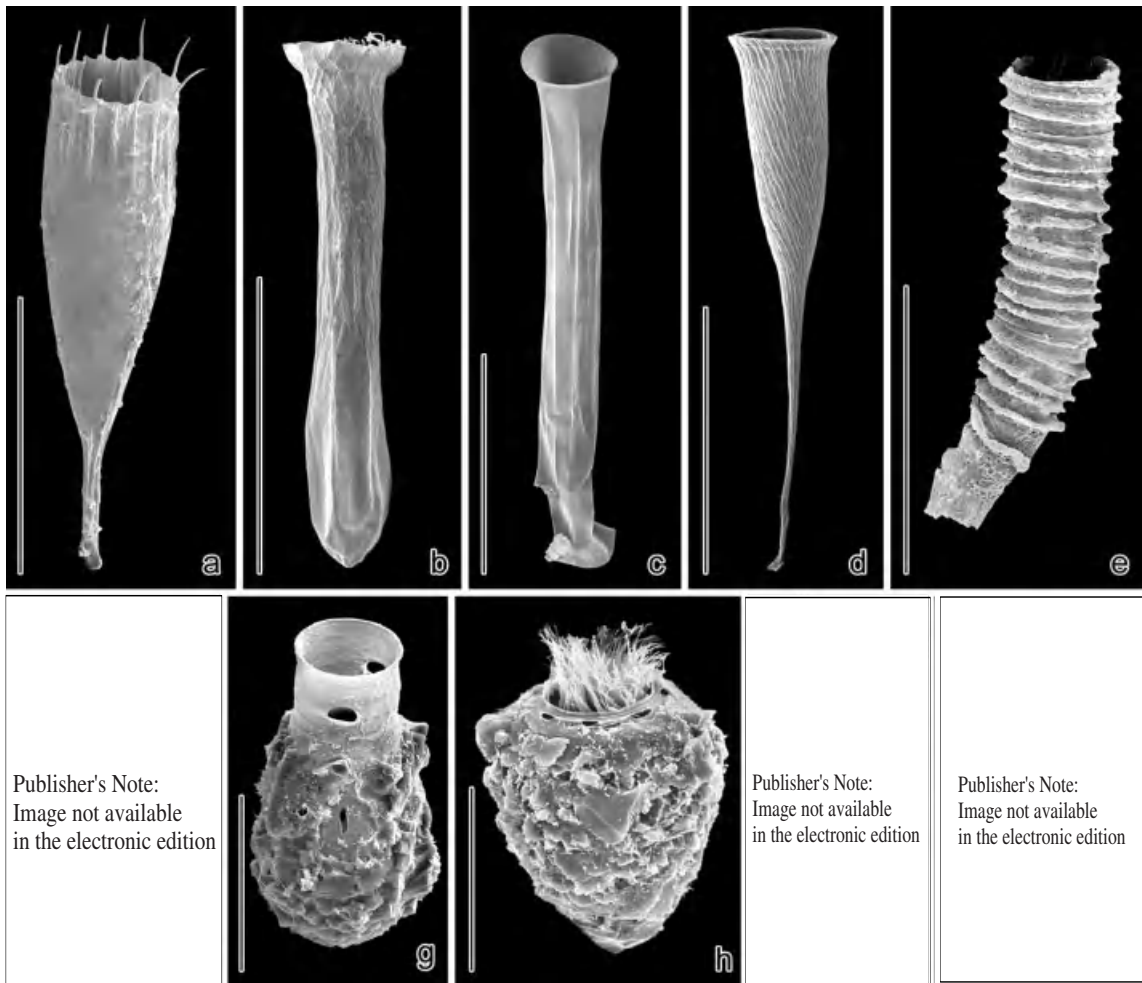 a
b
c
d
e
Publisher's Note:
Image not available
in the electronic edition
g
h
Publisher's Note:
Image not available
in the electronic edition
Publisher's Note:
Image not available
in the electronic edition